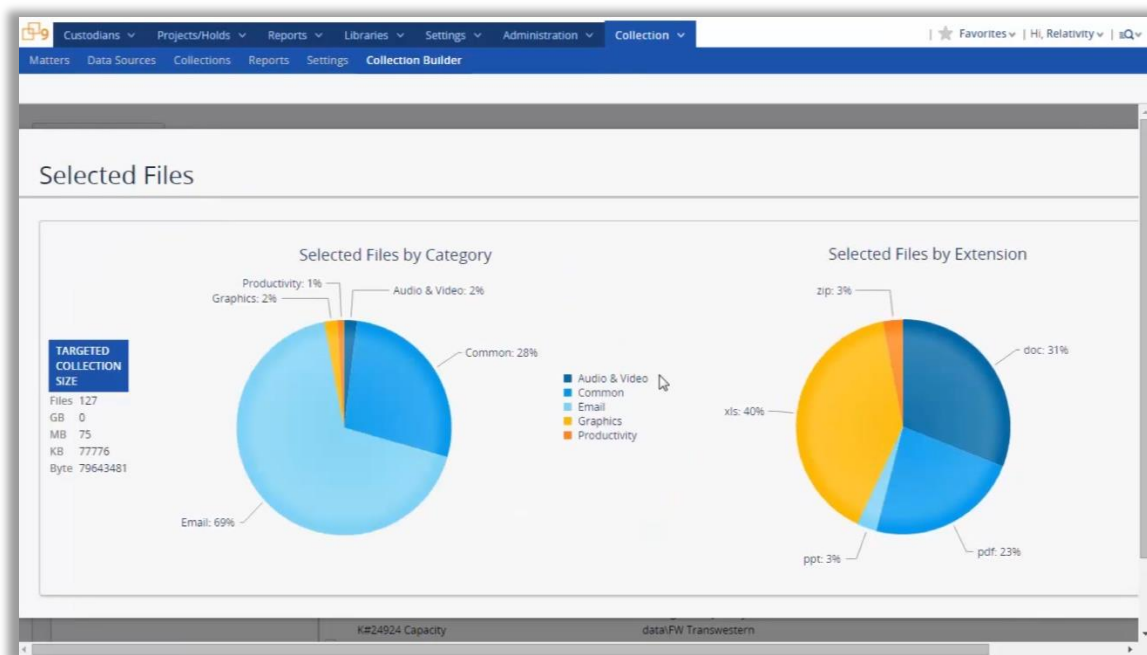 9 Custodians Projects/Holds Reports Libraries Settings Administration Collection | Favorites | Hi, Relativity |
Matters Data Sources Collections Reports Settings Collection Builder
Selected Files
Selected Files by Category
Productivity: 1%
Graphics: 2%
Audio & Video: 2%
Common: 28%
Email: 69%
TARGETED
COLLECTION
SIZE
Files 127
GB 0
MB 75
KB 77776
Byte 79643481
Audio & Video
Common
Email
Graphics
Productivity
Selected Files by Extension
zip: 3%
doc: 31%
xls: 40%
ppt: 3%
pdf: 23%
K#24924 Capacity
data\FW Transwestern